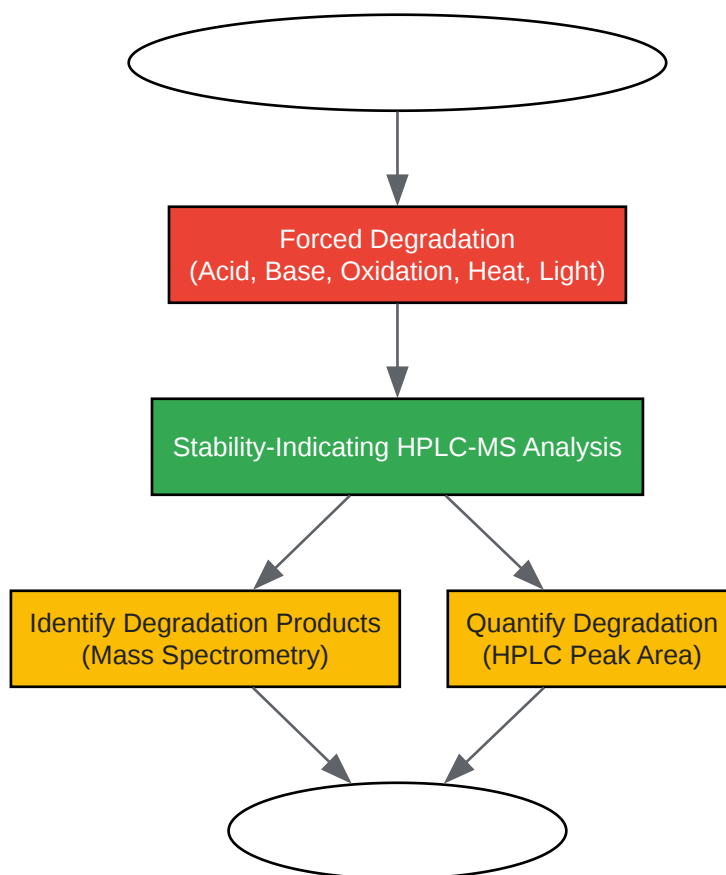 Forced Degradation
(Acid, Base, Oxidation, Heat, Light)
Stability-Indicating HPLC-MS Analysis
Identify Degradation Products
(Mass Spectrometry)
Quantify Degradation
(HPLC Peak Area)